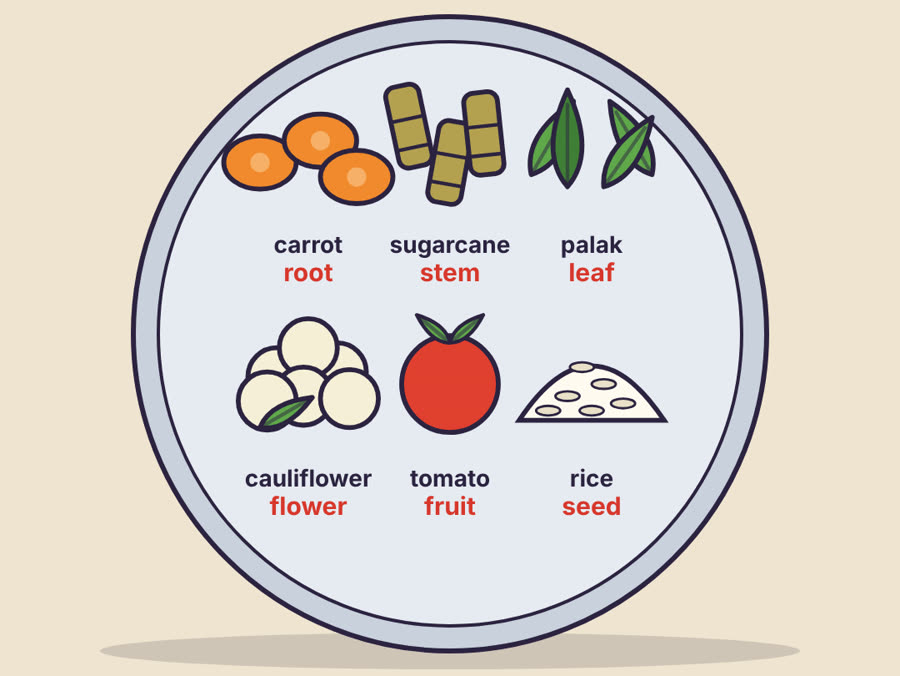 carrot
root
sugarcane
stem
palak
leaf
cauliflower
flower
tomato
fruit
rice
seed